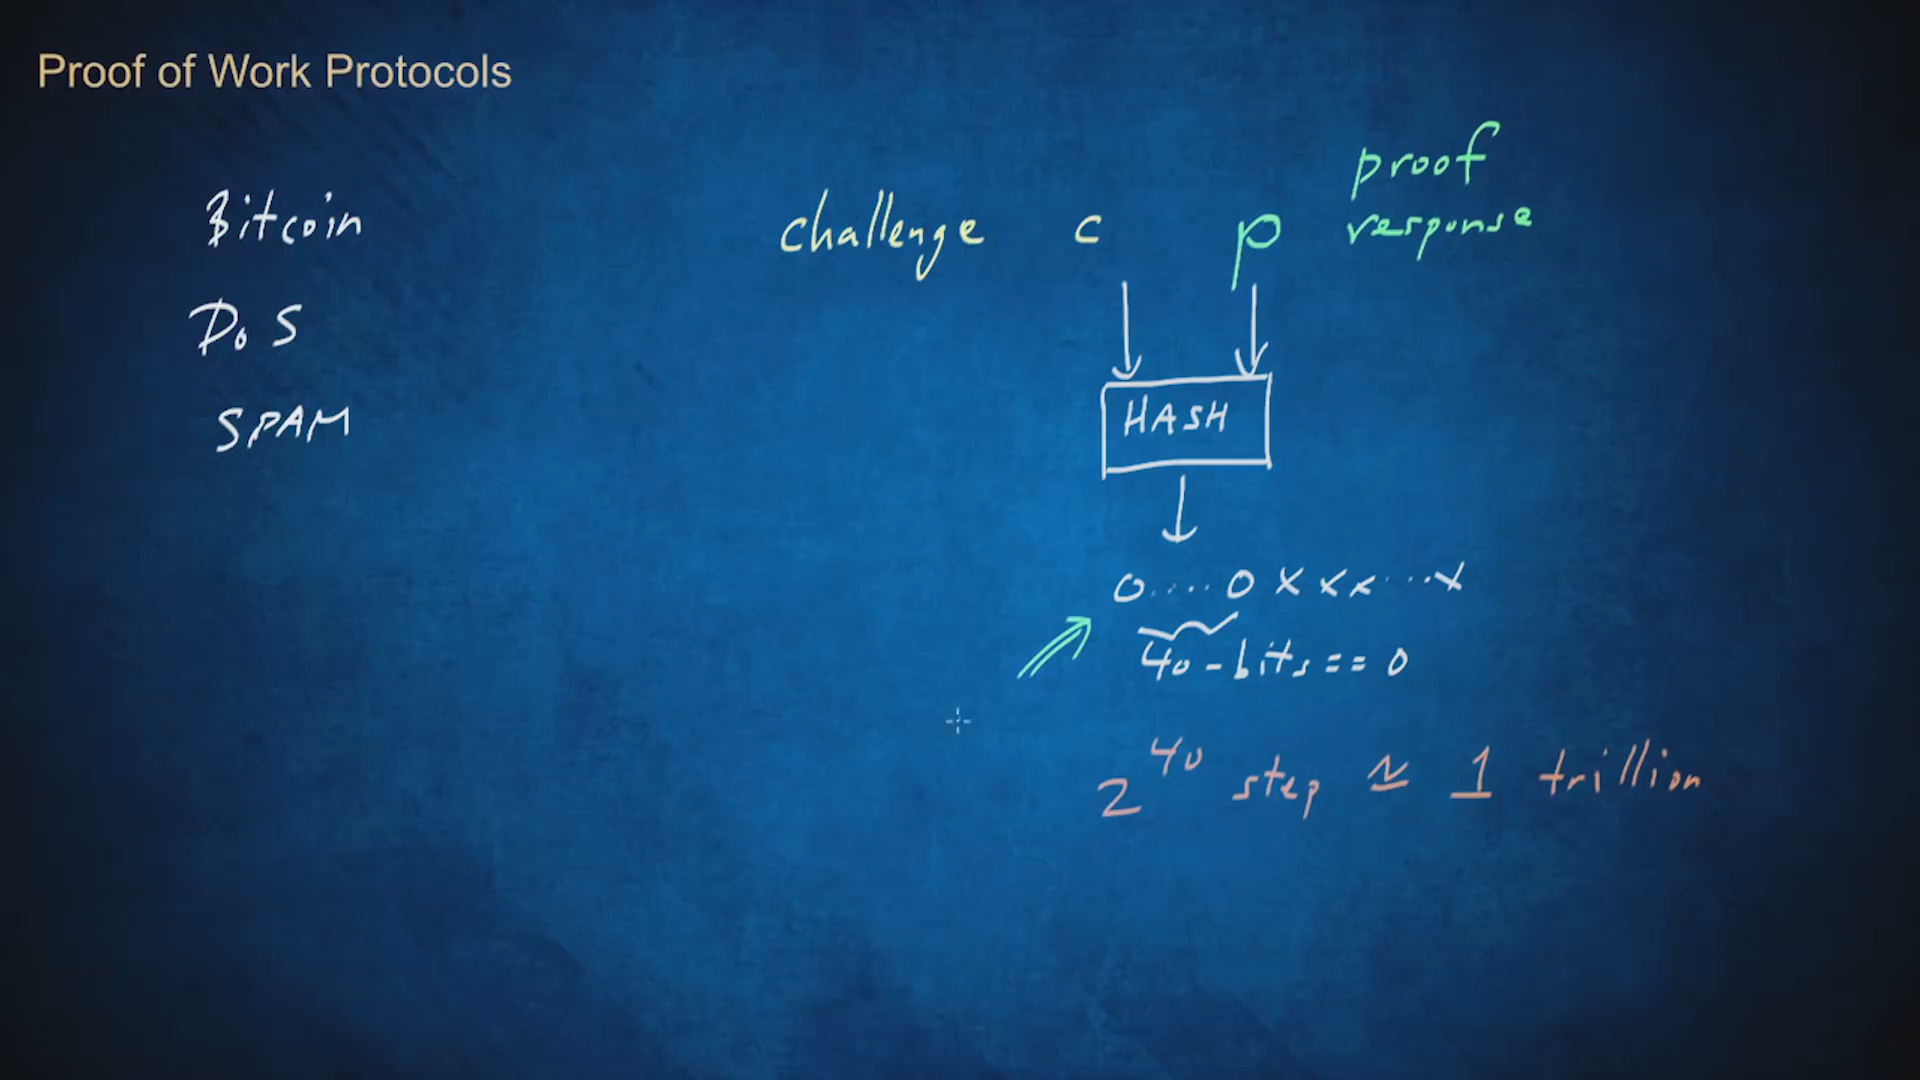 Proof of Work Protocols
Bitcoin
DoS
SPAM
challenge c p proof response
HASH
0....0 x x x ... x
40 - bits == 0
2^40 step ≈ 1 trillion